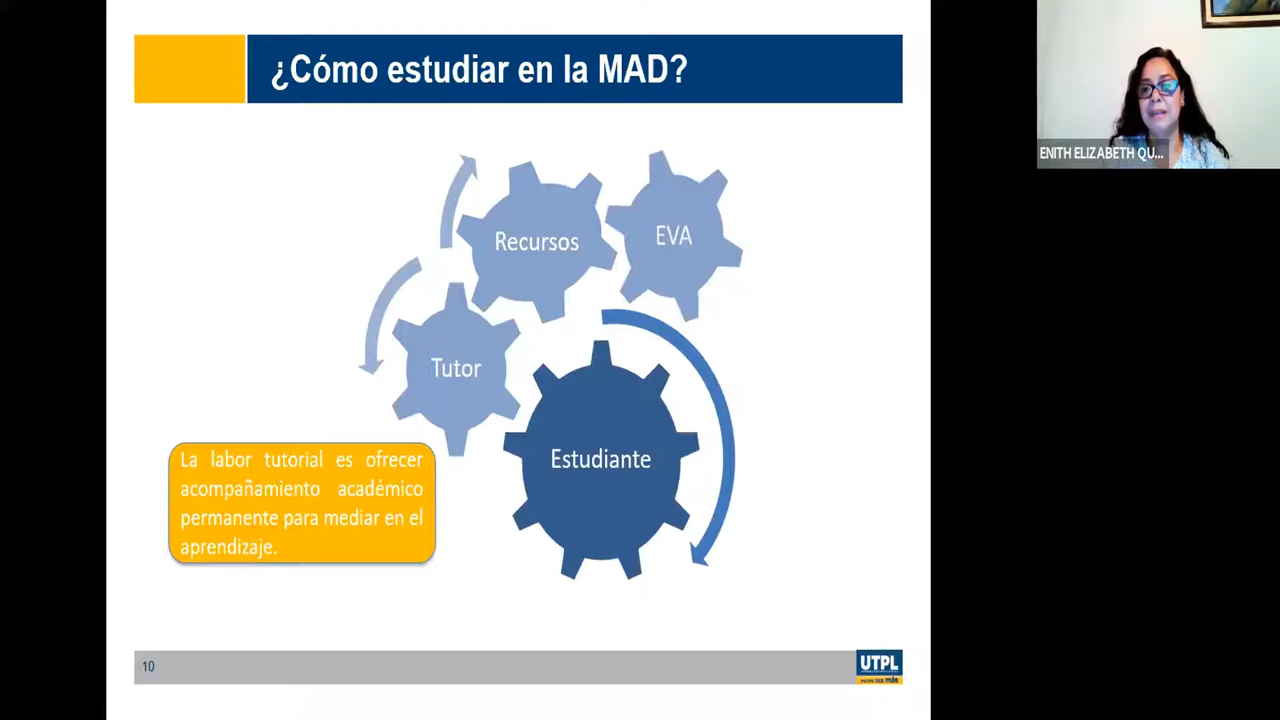 ¿Cómo estudiar en la MAD?
ENITH ELIZABETH QU...
Recursos
EVA
Tutor
Estudiante
La labor tutorial es ofrecer
acompañamiento académico
permanente para mediar en el
aprendizaje.
10
UTPL